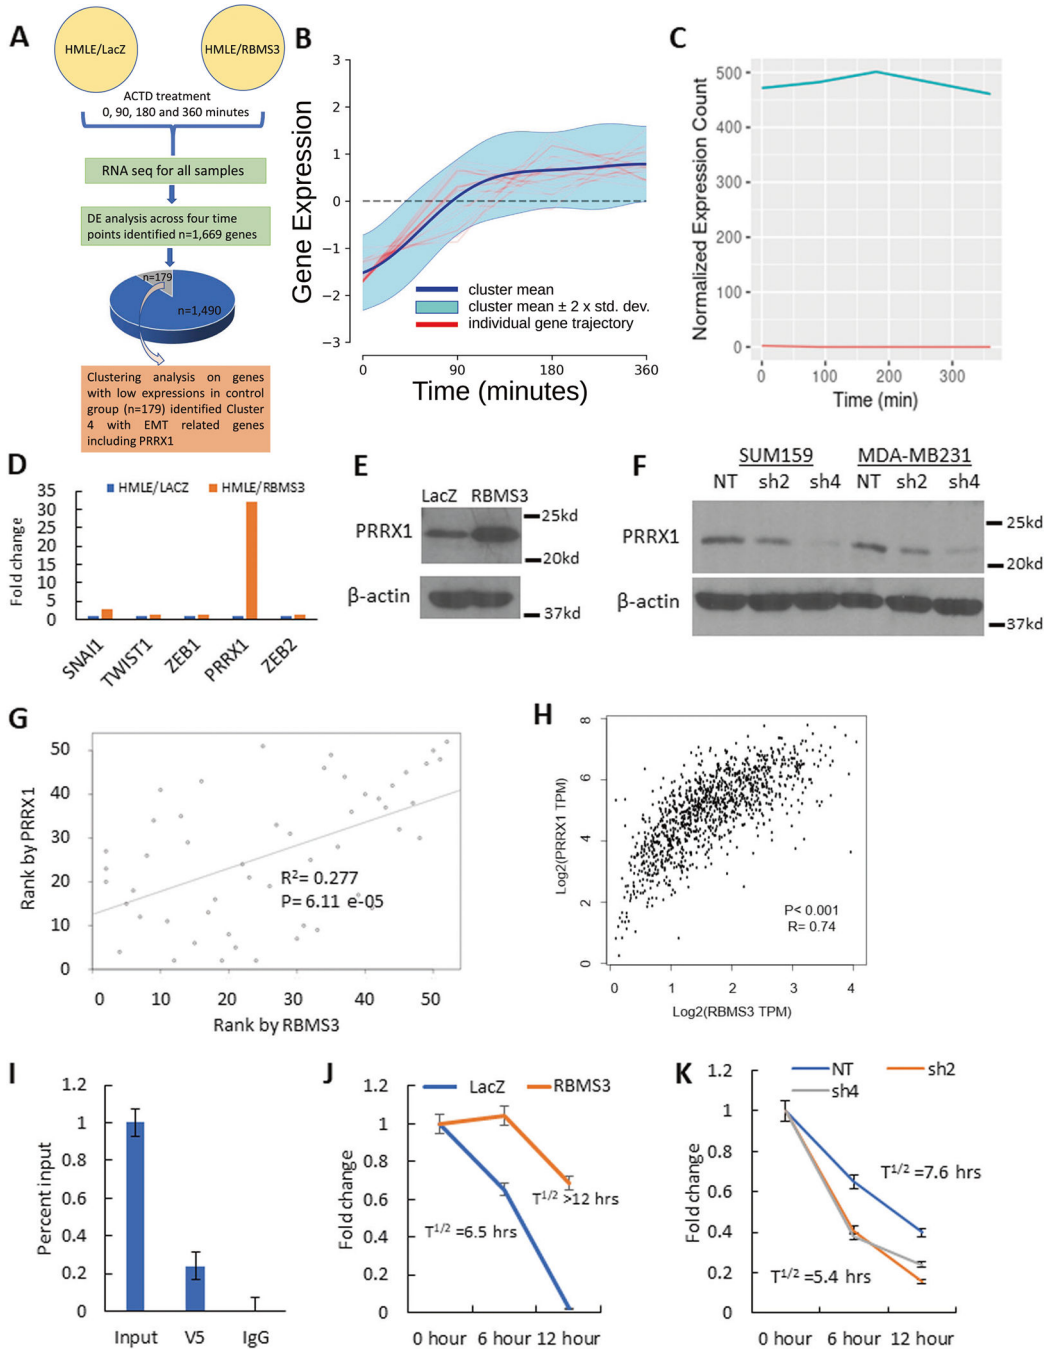 A
HMLE/LacZ
HMLE/RBMS3
ACTD treatment
0, 90, 180 and 360 minutes
RNA seq for all samples
DE analysis across four time
points identified n=1,669 genes
n=179
n=1,490
Clustering analysis on genes
with low expressions in control
group (n=179) identified Cluster
4 with EMT related genes
including PRRX1
B
Gene Expression
3
2
1
0
−1
−2
−3
cluster mean
cluster mean ± 2 x std. dev.
individual gene trajectory
0
90
180
360
Time (minutes)
C
Normalized Expression Count
500
400
300
200
100
0
0
100
200
300
Time (min)
D
HMLE/LACZ
HMLE/RBMS3
Fold change
35
30
25
20
15
10
5
0
SNAI1
TWIST1
ZEB1
PRRX1
ZEB2
E
LacZ
RBMS3
PRRX1
25kd
20kd
β-actin
37kd
F
SUM159
MDA-MB231
NT
sh2
sh4
NT
sh2
sh4
PRRX1
25kd
20kd
β-actin
37kd
G
Rank by PRRX1
50
40
30
20
10
0
R²= 0.277
P= 6.11 e-05
0
10
20
30
40
50
Rank by RBMS3
H
Log2(PRRX1 TPM)
8
6
4
2
0
P< 0.001
R= 0.74
0
1
2
3
4
Log2(RBMS3 TPM)
I
Percent input
1.2
1
0.8
0.6
0.4
0.2
0
Input
V5
IgG
J
LacZ
RBMS3
Fold change
1.2
1
0.8
0.6
0.4
0.2
0
T1/2 >12 hrs
T1/2 =6.5 hrs
0 hour
6 hour
12 hour
K
NT
sh2
sh4
Fold change
1.2
1
0.8
0.6
0.4
0.2
0
T1/2 =7.6 hrs
T1/2 =5.4 hrs
0 hour
6 hour
12 hour